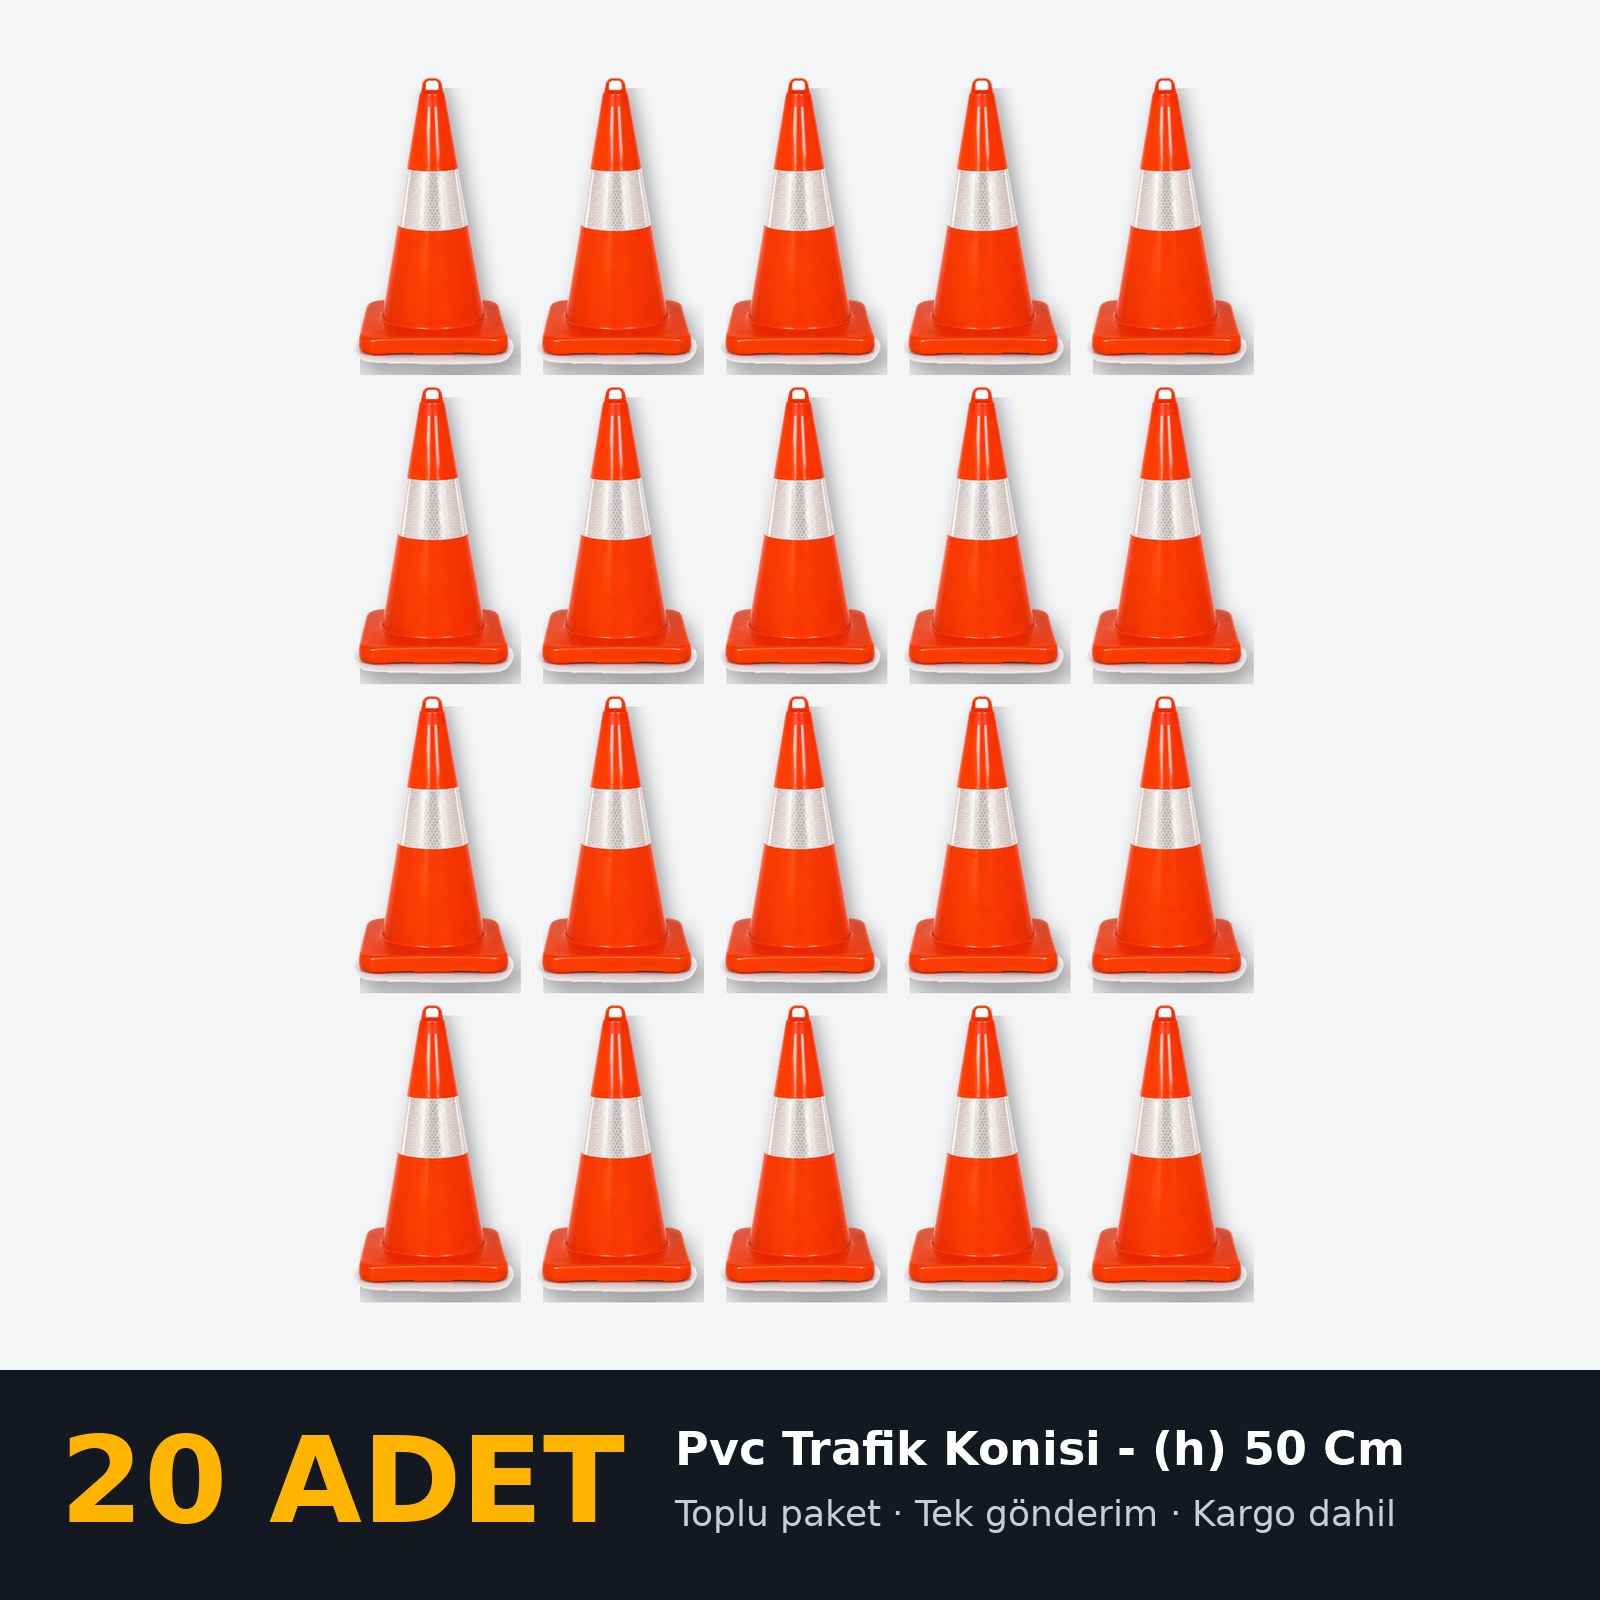 20 ADET
Pvc Trafik Konisi - (h) 50 Cm
Toplu paket · Tek gönderim · Kargo dahil